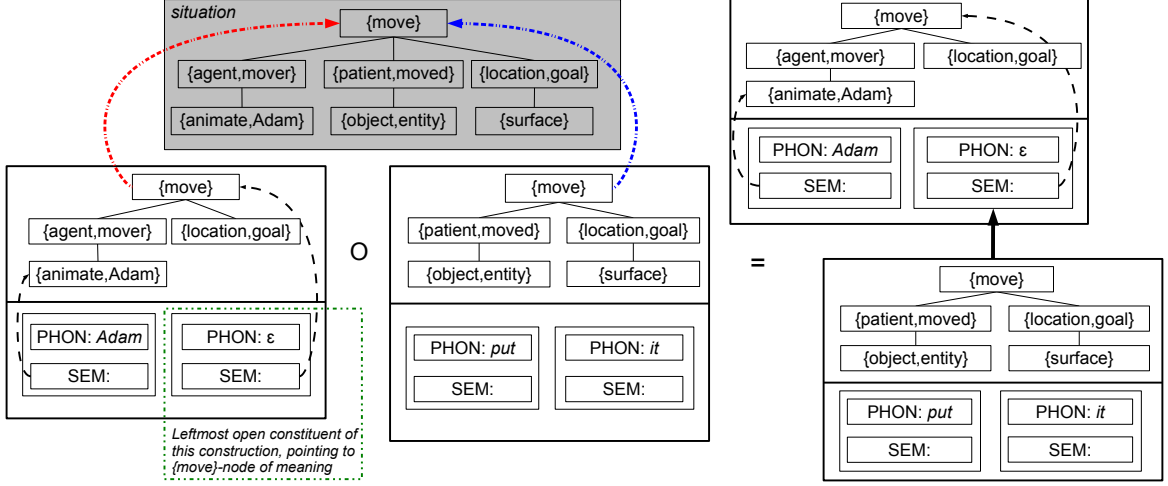 situation
{move}
{agent,mover} {patient,moved} {location,goal}
{animate,Adam} {object,entity} {surface}
{move}
{agent,mover} {location,goal}
{animate,Adam}
PHON: Adam PHON: ε
SEM: SEM:
Leftmost open constituent of
this construction, pointing to
{move}-node of meaning
O
{move}
{patient,moved} {location,goal}
{object,entity} {surface}
PHON: put PHON: it
SEM: SEM:
=
{move}
{agent,mover} {location,goal}
{animate,Adam}
PHON: Adam PHON: ε
SEM: SEM:
{move}
{patient,moved} {location,goal}
{object,entity} {surface}
PHON: put PHON: it
SEM: SEM: